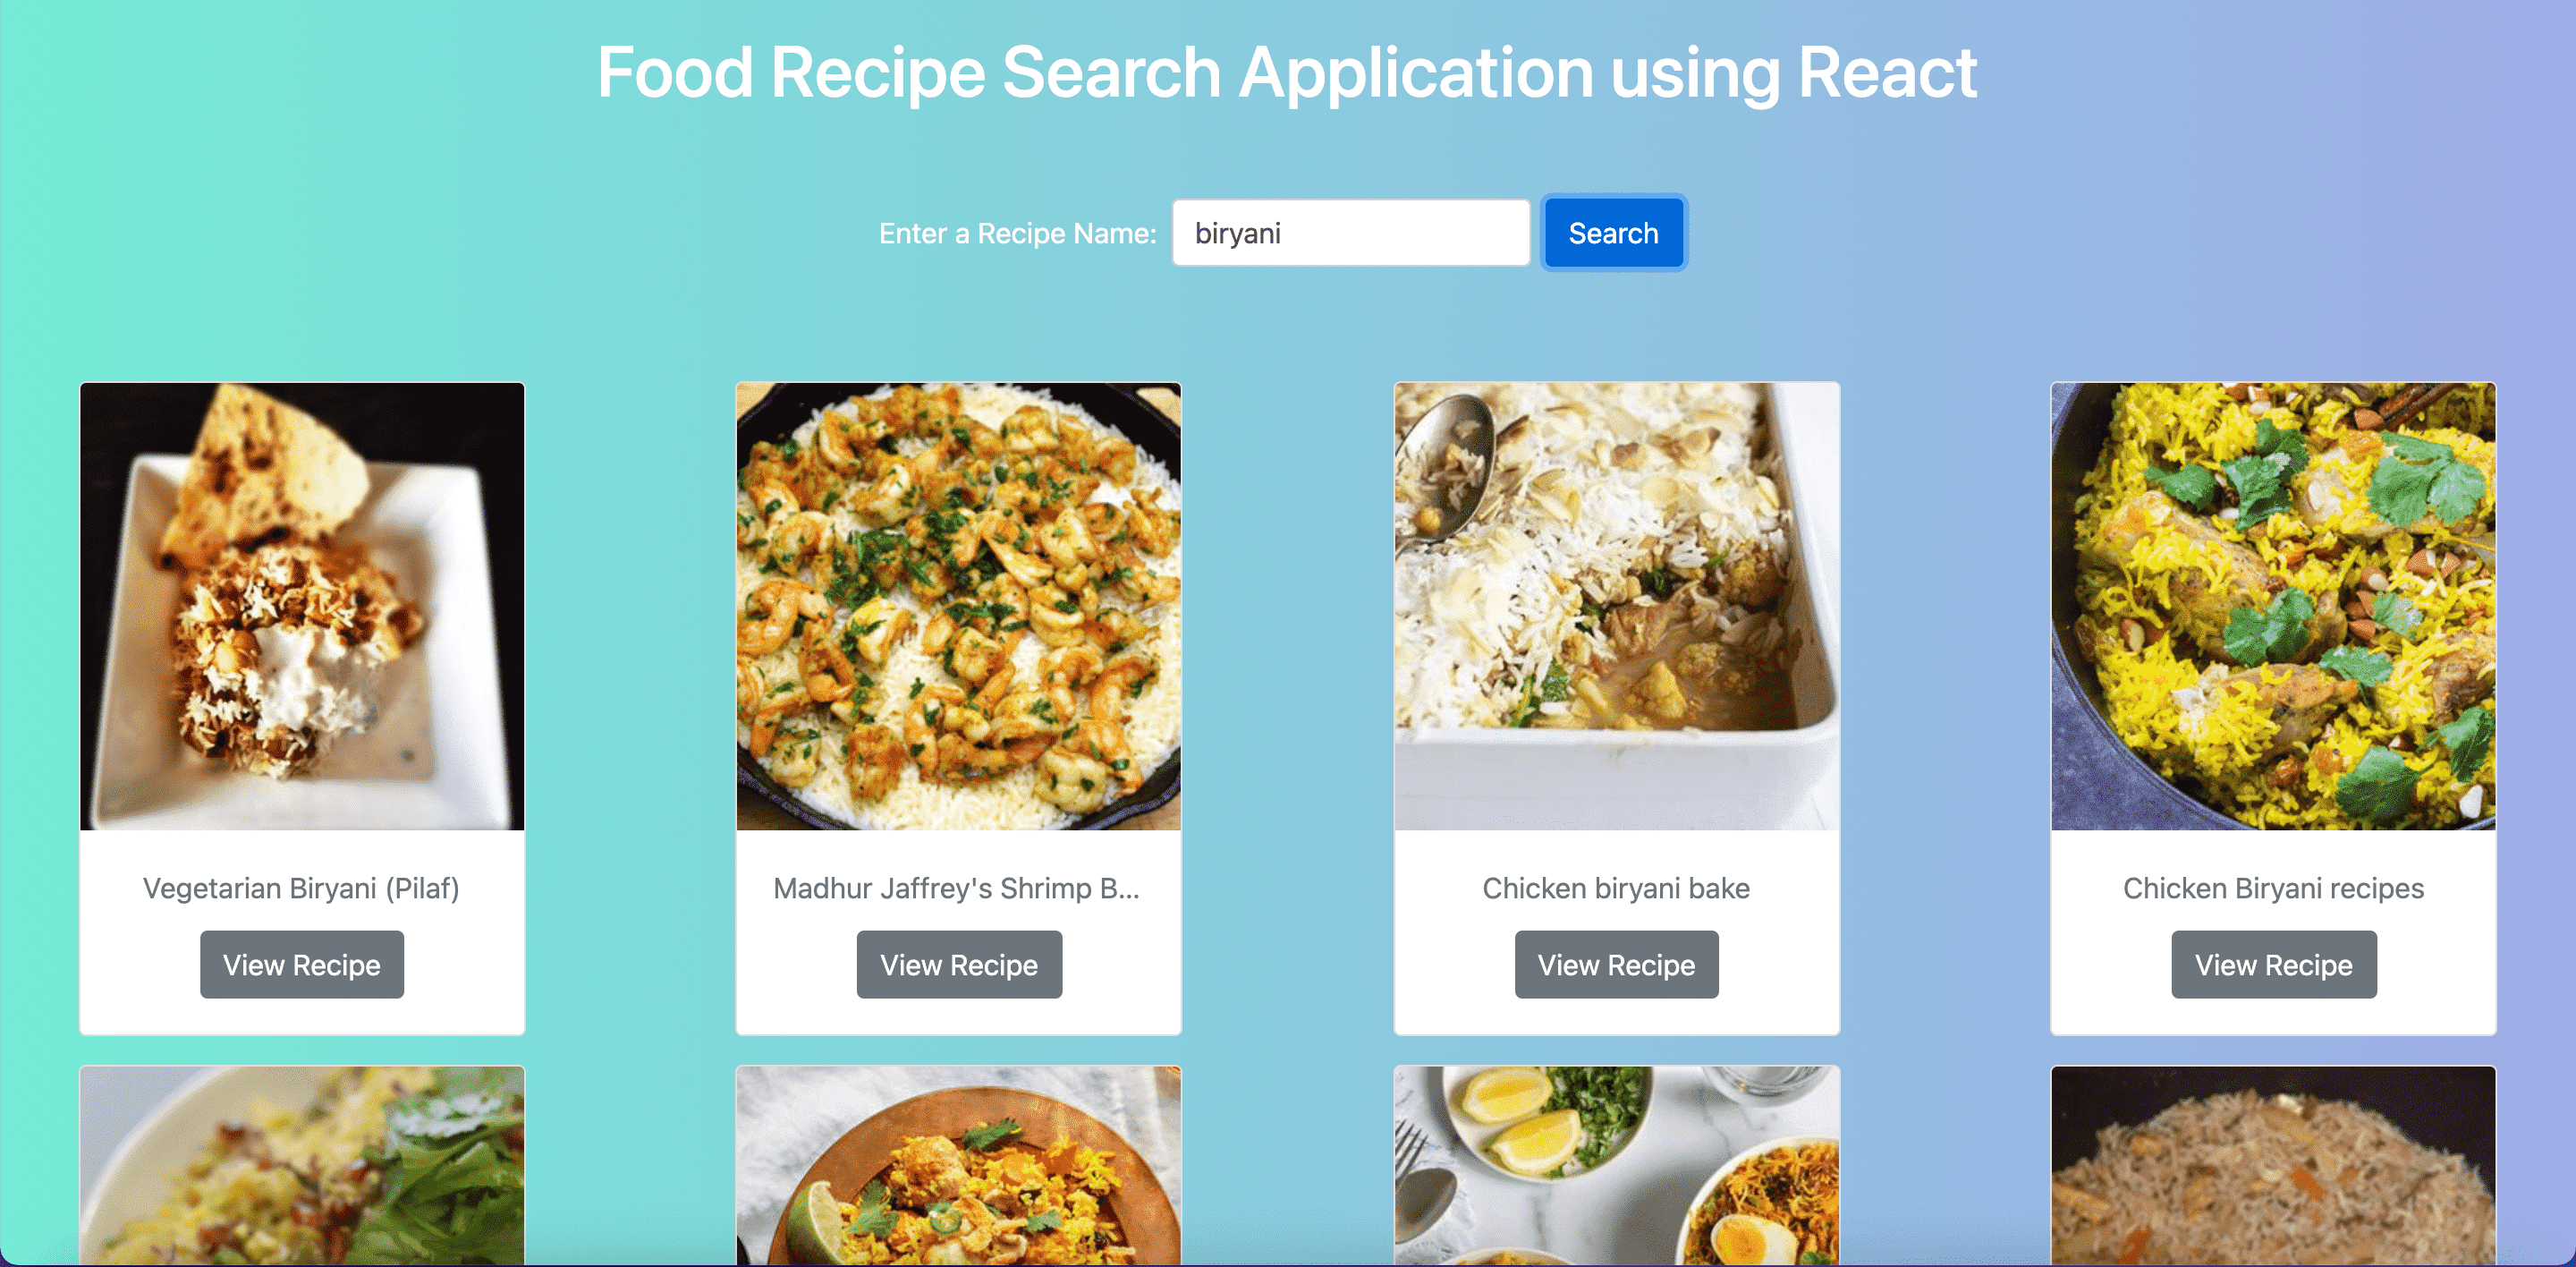 Food Recipe Search Application using React
Enter a Recipe Name: biryani Search
Vegetarian Biryani (Pilaf)
Madhur Jaffrey's Shrimp B...
Chicken biryani bake
Chicken Biryani recipes
View Recipe
View Recipe
View Recipe
View Recipe